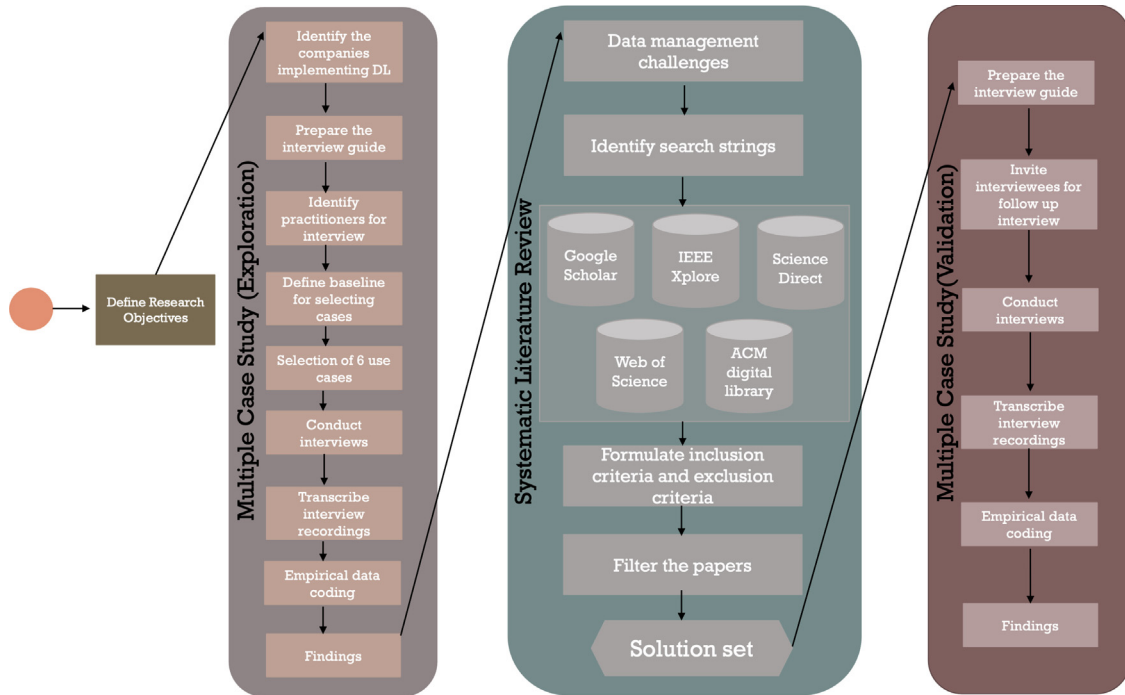 Define Research
Objectives
Multiple Case Study (Exploration)
Identify the
companies
implementing DL
Prepare the
interview guide
Identify
practitioners for
interview
Define baseline
for selecting
cases
Selection of 6 use
cases
Conduct
interviews
Transcribe
interview
recordings
Empirical data
coding
Findings
Systematic Literature Review
Data management
challenges
Identify search strings
Google
Scholar
IEEE
Xplore
Science
Direct
Web of
Science
ACM
digital
library
Formulate inclusion
criteria and exclusion
criteria
Filter the papers
Solution set
Multiple Case Study(Validation)
Prepare the
interview guide
Invite
interviewees for
follow up
interview
Conduct
interviews
Transcribe
interview
recordings
Empirical data
coding
Findings